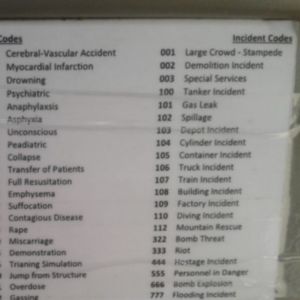 Codes Incident Codes
Cerebral-Vascular Accident 001 Large Crowd - Stampede
Myocardial Infarction 002 Demolition Incident
Drowning 003 Special Services
Psychiatric 100 Tanker Incident
Anaphylaxsis 101 Gas Leak
Asphyxia 102 Spillage
Unconscious 103 Depot Incident
Peadiatric 104 Cylinder Incident
Collapse 105 Container Incident
Transfer of Patients 106 Truck Incident
Full Resusitation 107 Train Incident
Emphysema 108 Building Incident
Suffocation 109 Factory Incident
Contagious Disease 110 Diving Incident
Rape 112 Mountain Rescue
Miscarriage 322 Bomb Threat
Demonstration 333 Riot
Trianing Simulation 444 Hostage Incident
Jump from Structure 555 Personnel in Danger
Overdose 666 Bomb Explosion
Gassing 777 Flooding Incident